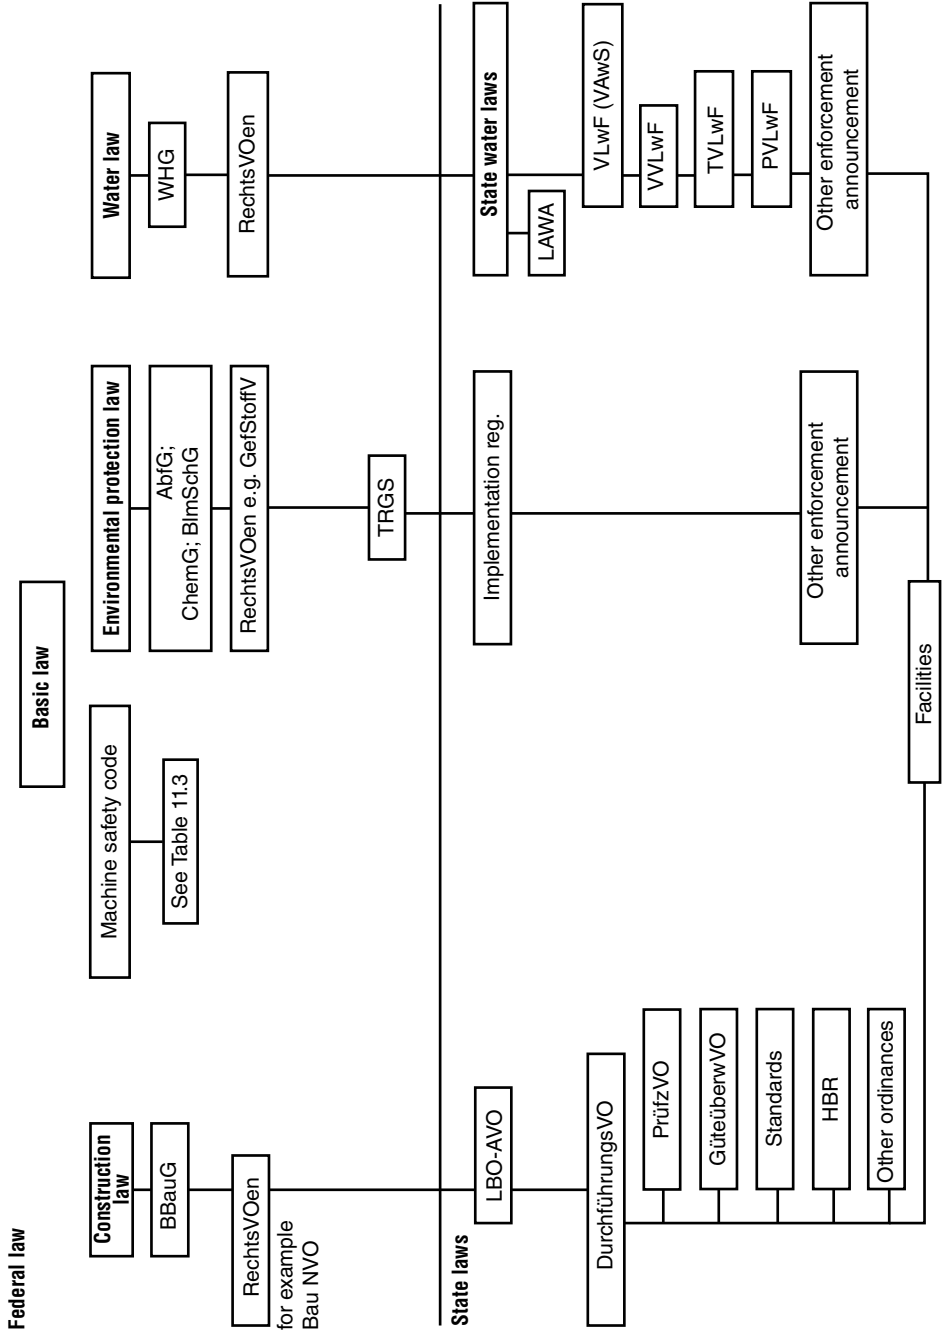 Federal law
Basic law
Construction
law
BBauG
RechtsVOen
for example
Bau NVO
Machine safety code
See Table 11.3
Environmental protection law
AbfG;
ChemG; BImSchG
RechtsVOen e.g. GefStoffV
TRGS
Water law
WHG
RechtsVOen
State laws
LBO-AVO
DurchführungsVO
PrüfzVO
GüteüberwVO
Standards
HBR
Other ordinances
Implementation reg.
Other enforcement
announcement
State water laws
LAWA
VLwF (VAwS)
VVLwF
TVLwF
PVLwF
Other enforcement
announcement
Facilities